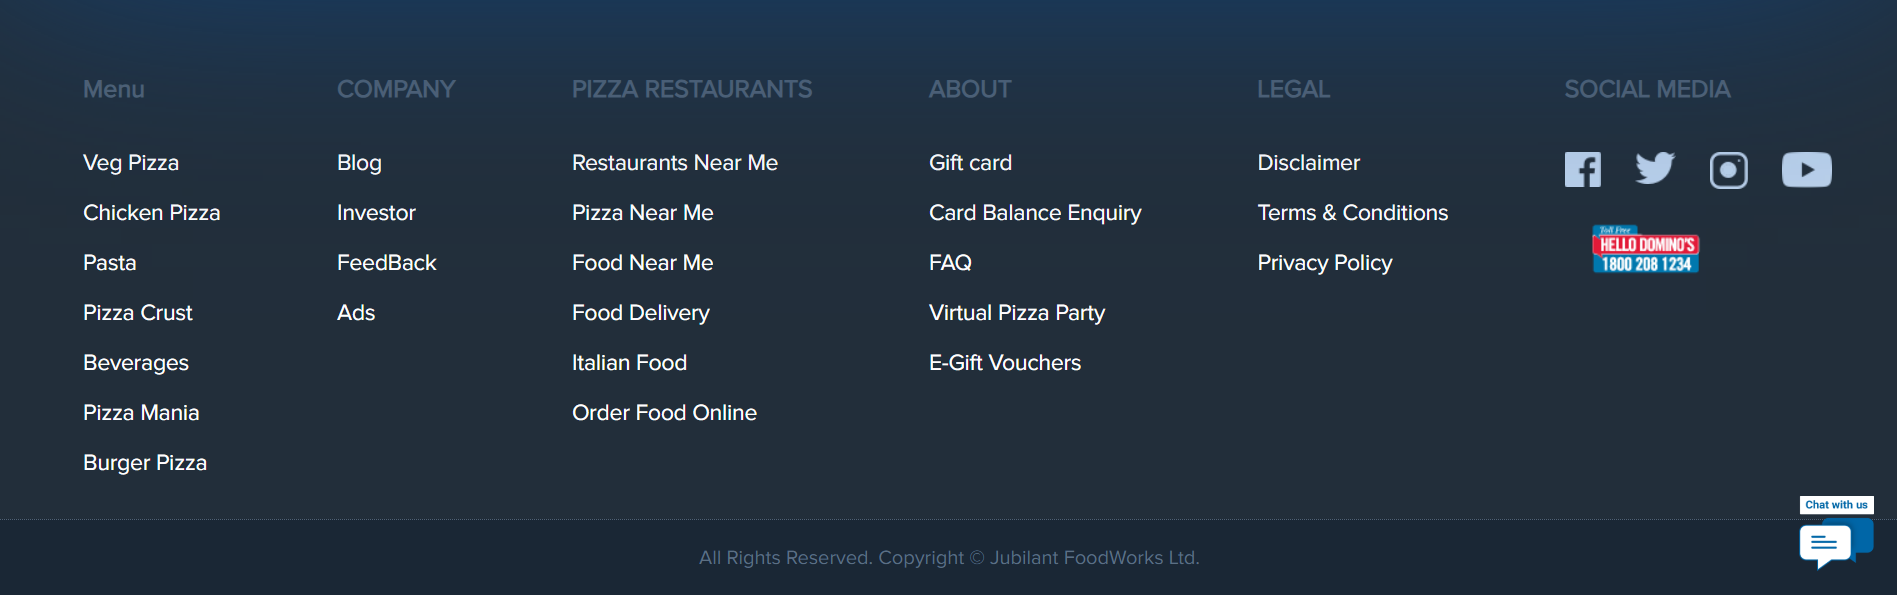 Menu
Veg Pizza
Chicken Pizza
Pasta
Pizza Crust
Beverages
Pizza Mania
Burger Pizza
COMPANY
Blog
Investor
FeedBack
Ads
PIZZA RESTAURANTS
Restaurants Near Me
Pizza Near Me
Food Near Me
Food Delivery
Italian Food
Order Food Online
ABOUT
Gift card
Card Balance Enquiry
FAQ
Virtual Pizza Party
E-Gift Vouchers
LEGAL
Disclaimer
Terms & Conditions
Privacy Policy
SOCIAL MEDIA
Toll Free
HELLO DOMINO'S
1800 208 1234
Chat with us
All Rights Reserved. Copyright © Jubilant FoodWorks Ltd.